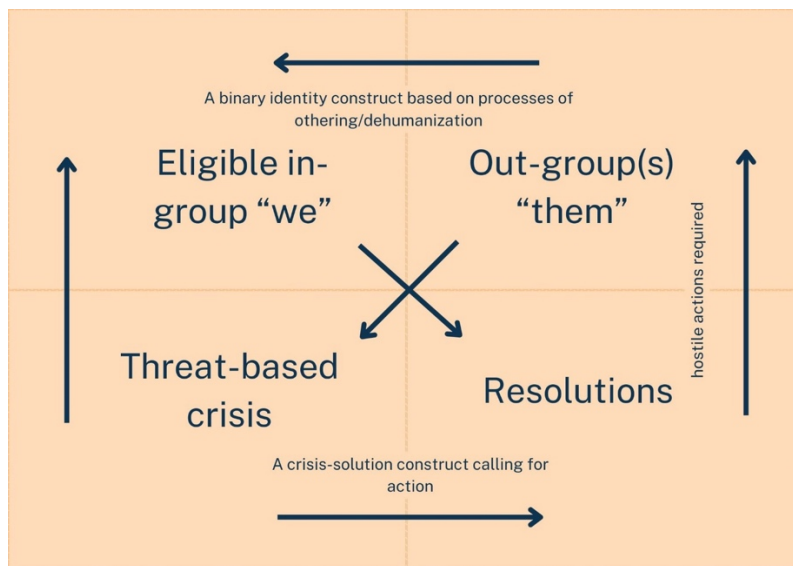 A binary identity construct based on processes of
othering/dehumanization
Eligible in-
group “we”
Out-group(s)
“them”
hostile actions required
Threat-based
crisis
Resolutions
A crisis-solution construct calling for
action